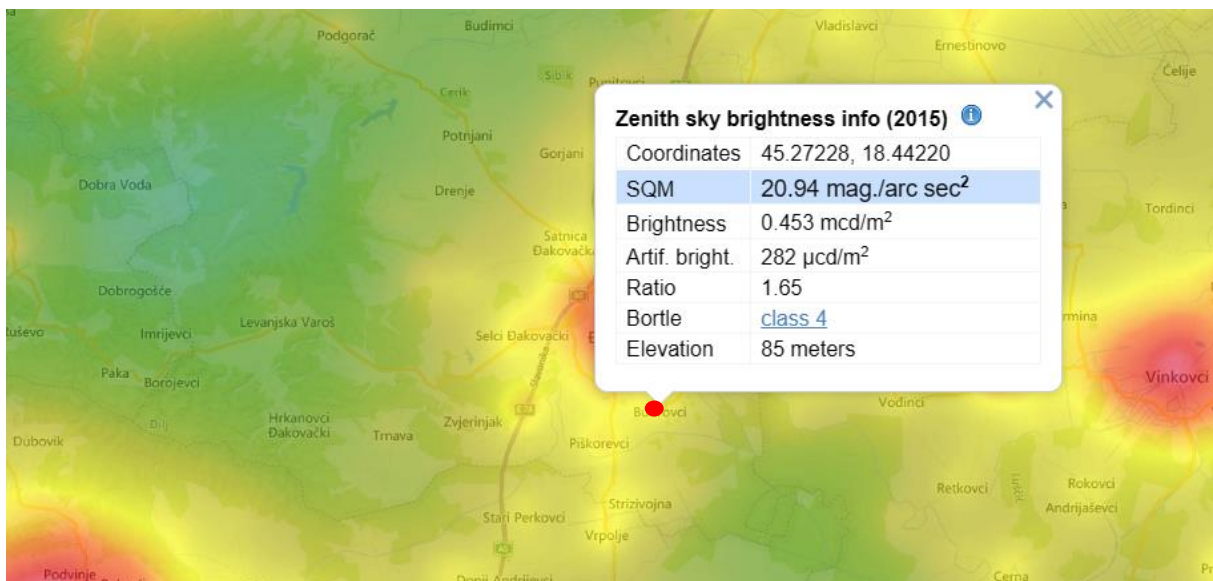 Podgorač
Budimci
Vladislavci
Ernestinovo
Ćelije
Cerik
Potnjani
Gorjani
Dobra Voda
Drenje
Tordinci
Satnica
Đakovačka
Zenith sky brightness info (2015)
Coordinates 45.27228, 18.44220
SQM 20.94 mag./arc sec²
Brightness 0.453 mcd/m²
Artif. bright. 282 μcd/m²
Ratio 1.65
Bortle class 4
Elevation 85 meters
Dobrogošće
Imrijevci
Levanjska Varoš
Selci Đakovački
Paka
Borojevci
Vinkovci
Vođinci
Dubovik
Dilj
Hrkanovci
Đakovački
Trnava
Zvjerinjak
Piškorevci
Strizivojna
Retkovci
Rokovci
Andrijaševci
Stari Perkovci
Vrpolje
Podvinje
Cerna